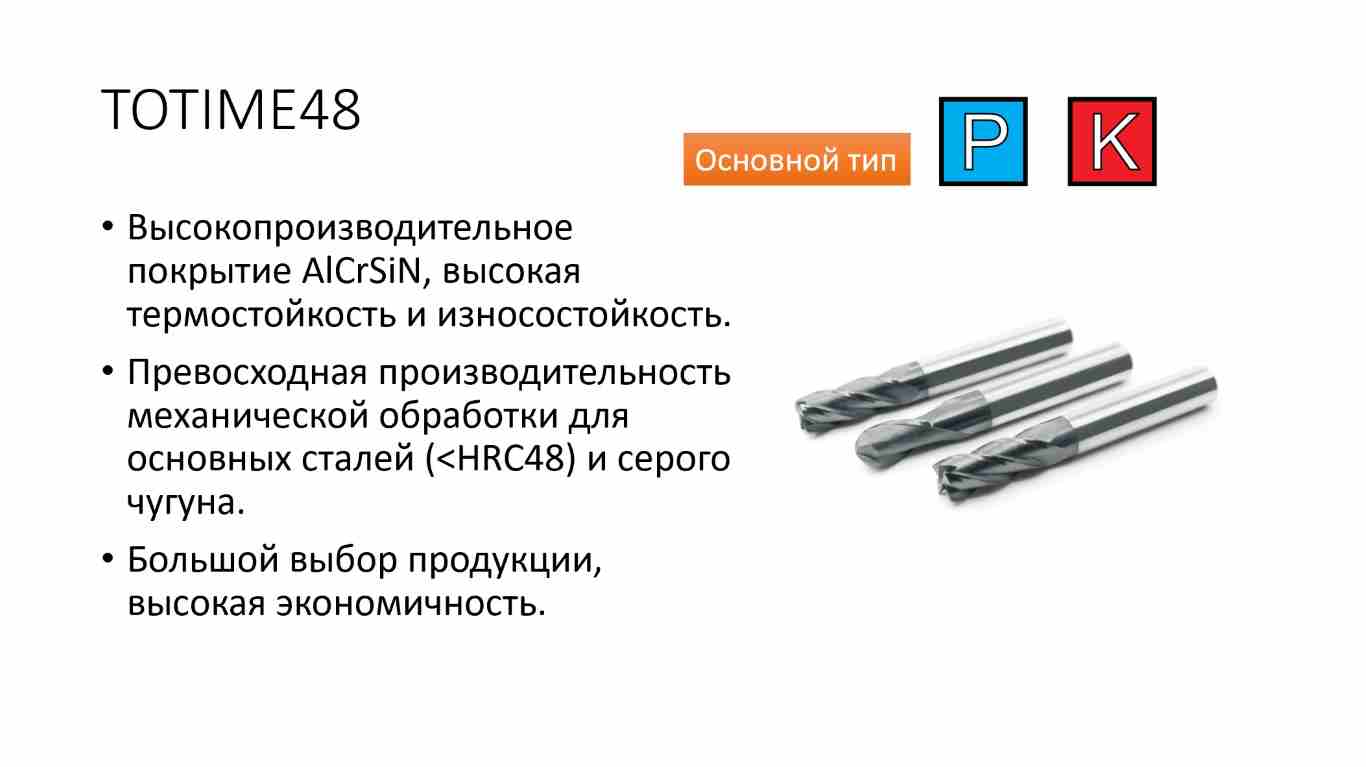 TOTIME48
Основной тип
P
K
• Высокопроизводительное
покрытие AlCrSiN, высокая
термостойкость и износостойкость.
• Превосходная производительность
механической обработки для
основных сталей (<HRC48) и серого
чугуна.
• Большой выбор продукции,
высокая экономичность.